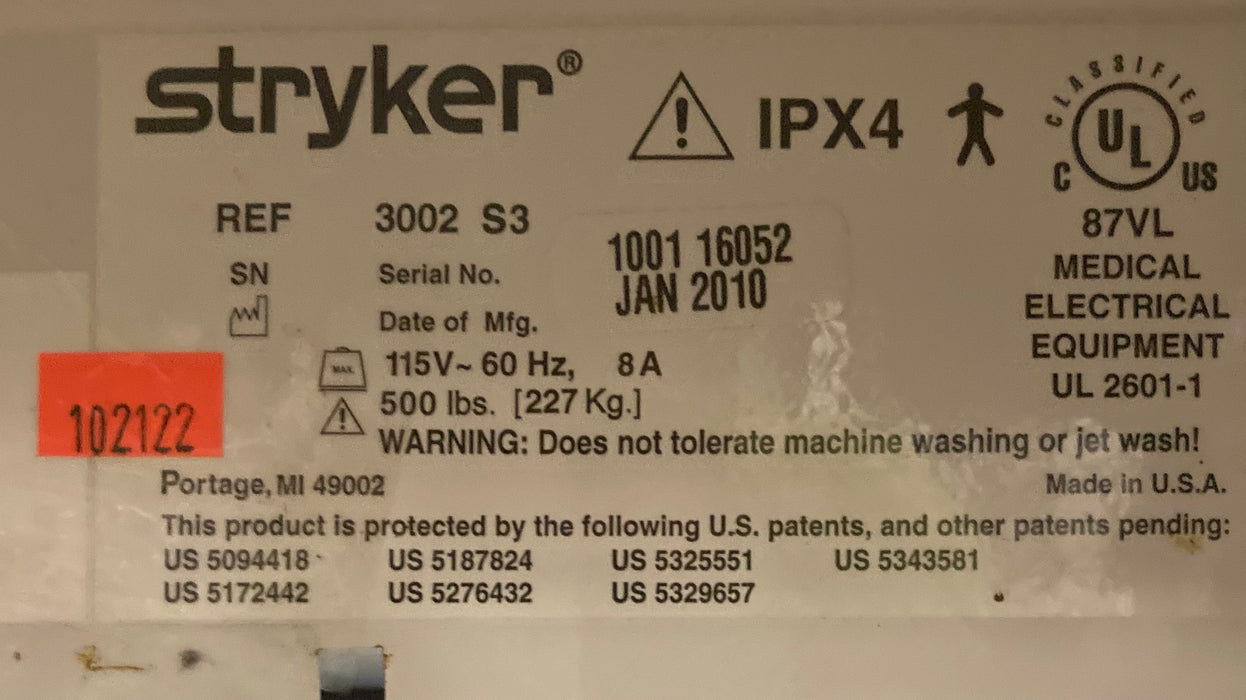 stryker®
IPX4
CLASSIFIED
UL
C US
REF 3002 S3
87VL
MEDICAL
ELECTRICAL
EQUIPMENT
UL 2601-1
SN Serial No. 1001 16052
Date of Mfg. JAN 2010
MAX. 115V~ 60 Hz, 8 A
500 lbs. [227 Kg.]
WARNING: Does not tolerate machine washing or jet wash!
102122
Portage, MI 49002 Made in U.S.A.
This product is protected by the following U.S. patents, and other patents pending:
US 5094418 US 5187824 US 5325551 US 5343581
US 5172442 US 5276432 US 5329657